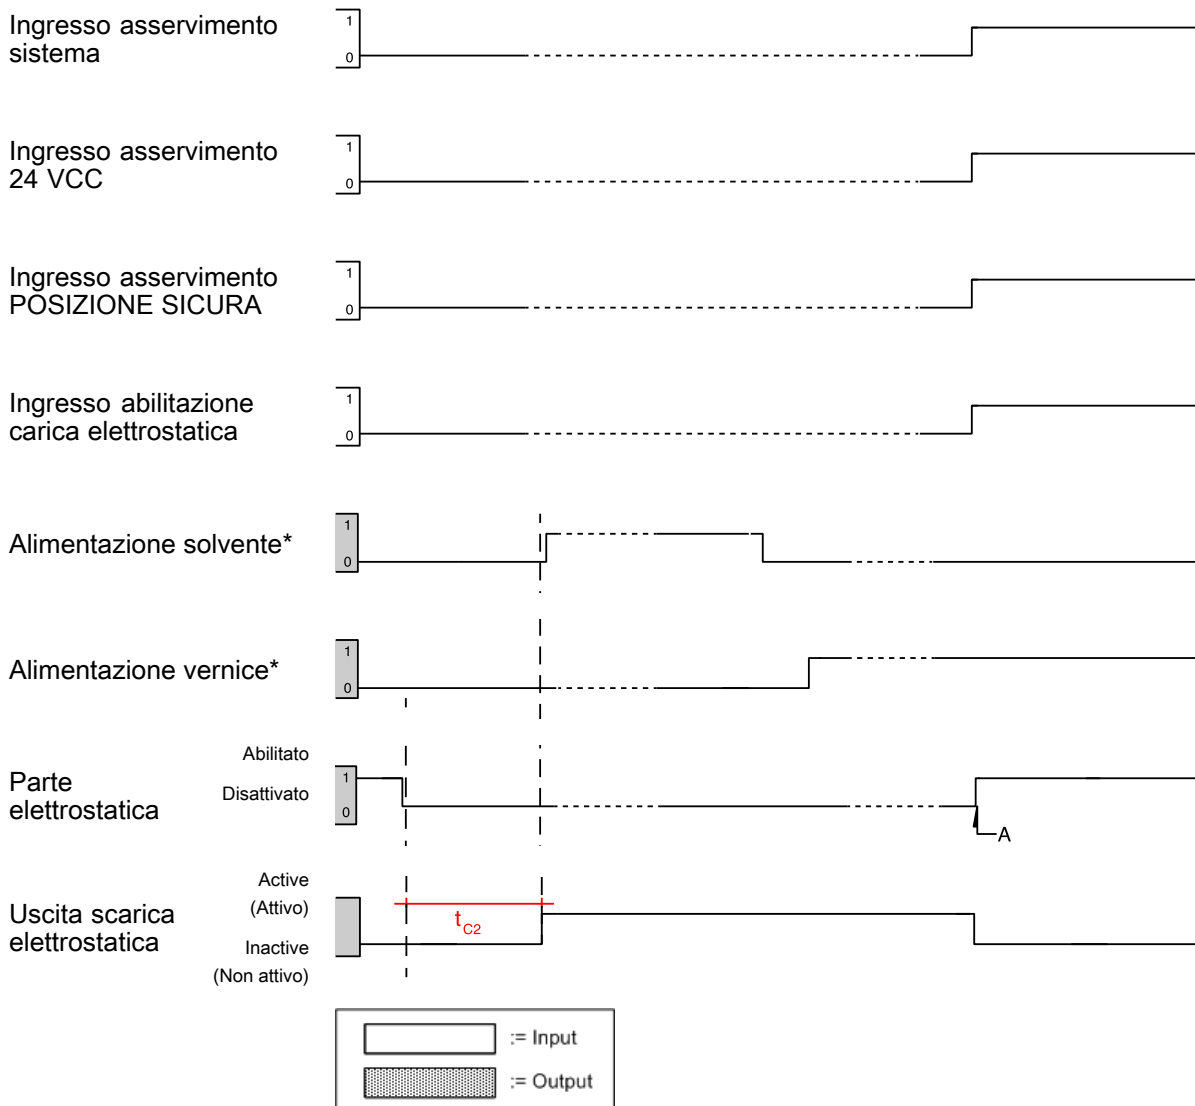 Ingresso asservimento
sistema
1
0
Ingresso asservimento
24 VCC
1
0
Ingresso asservimento
POSIZIONE SICURA
1
0
Ingresso abilitazione
carica elettrostatica
1
0
Alimentazione solvente*
1
0
Alimentazione vernice*
1
0
Parte
elettrostatica
Abilitato
Disattivato
1
0
A
Uscita scarica
elettrostatica
Active
(Attivo)
Inactive
(Non attivo)
tC2
:= Input
:= Output